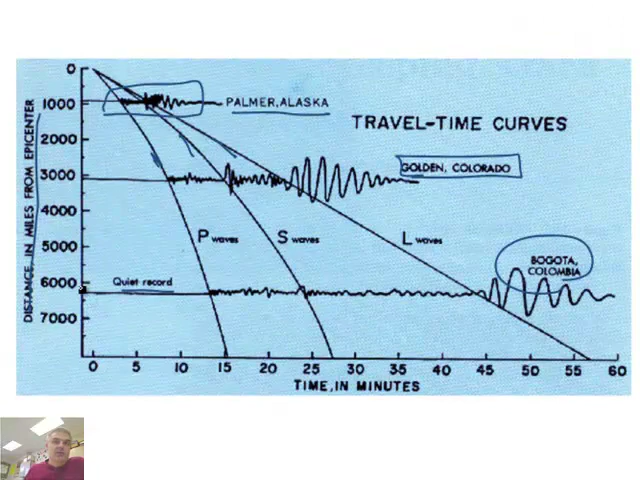 0
1000
PALMER, ALASKA
TRAVEL-TIME CURVES
2000
3000
GOLDEN, COLORADO
4000
P waves
S waves
L waves
5000
BOGOTA,
COLOMBIA
6000
Quiet record
7000
DISTANCE, IN MILES FROM EPICENTER
0 5 10 15 20 25 30 35 40 45 50 55 60
TIME, IN MINUTES